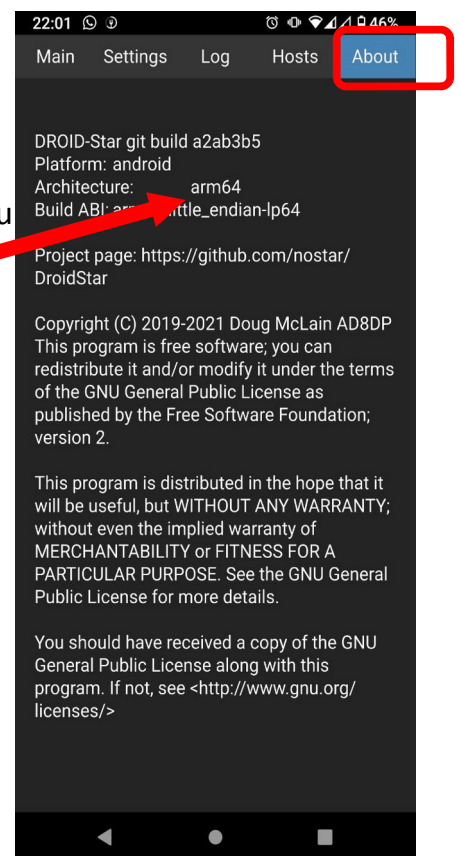 22:01 46%
Main Settings Log Hosts About
DROID-Star git build a2ab3b5
Platform: android
Architecture: arm64
Build ABI: little_endian-lp64
u
Project page: https://github.com/nostar/
DroidStar
Copyright (C) 2019-2021 Doug McLain AD8DP
This program is free software; you can
redistribute it and/or modify it under the terms
of the GNU General Public License as
published by the Free Software Foundation;
version 2.
This program is distributed in the hope that it
will be useful, but WITHOUT ANY WARRANTY;
without even the implied warranty of
MERCHANTABILITY or FITNESS FOR A
PARTICULAR PURPOSE. See the GNU General
Public License for more details.
You should have received a copy of the GNU
General Public License along with this
program. If not, see <http://www.gnu.org/
licenses/>